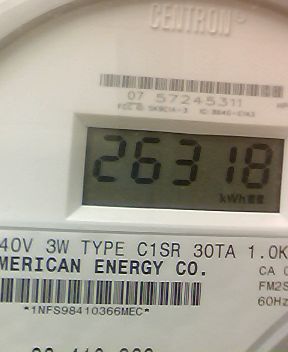 CENTRON®
07 57245311
26318
kWh
40V 3W TYPE C1SR 30TA 1.0K
MERICAN ENERGY CO.
CA
FM2S
60Hz
*1NFS98410366MEC*